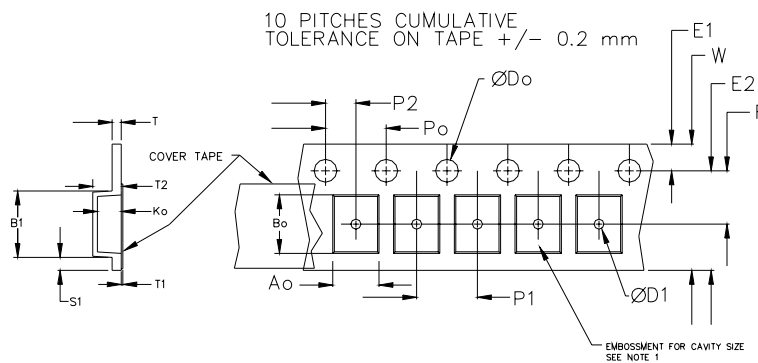 10 PITCHES CUMULATIVE
TOLERANCE ON TAPE +/- 0.2 mm
E1
W
E2
F
ØDo
P2
Po
T
COVER TAPE
T2
Ko
B1
Bo
S1
T1
Ao
P1
ØD1
EMBOSSMENT FOR CAVITY SIZE
SEE NOTE 1